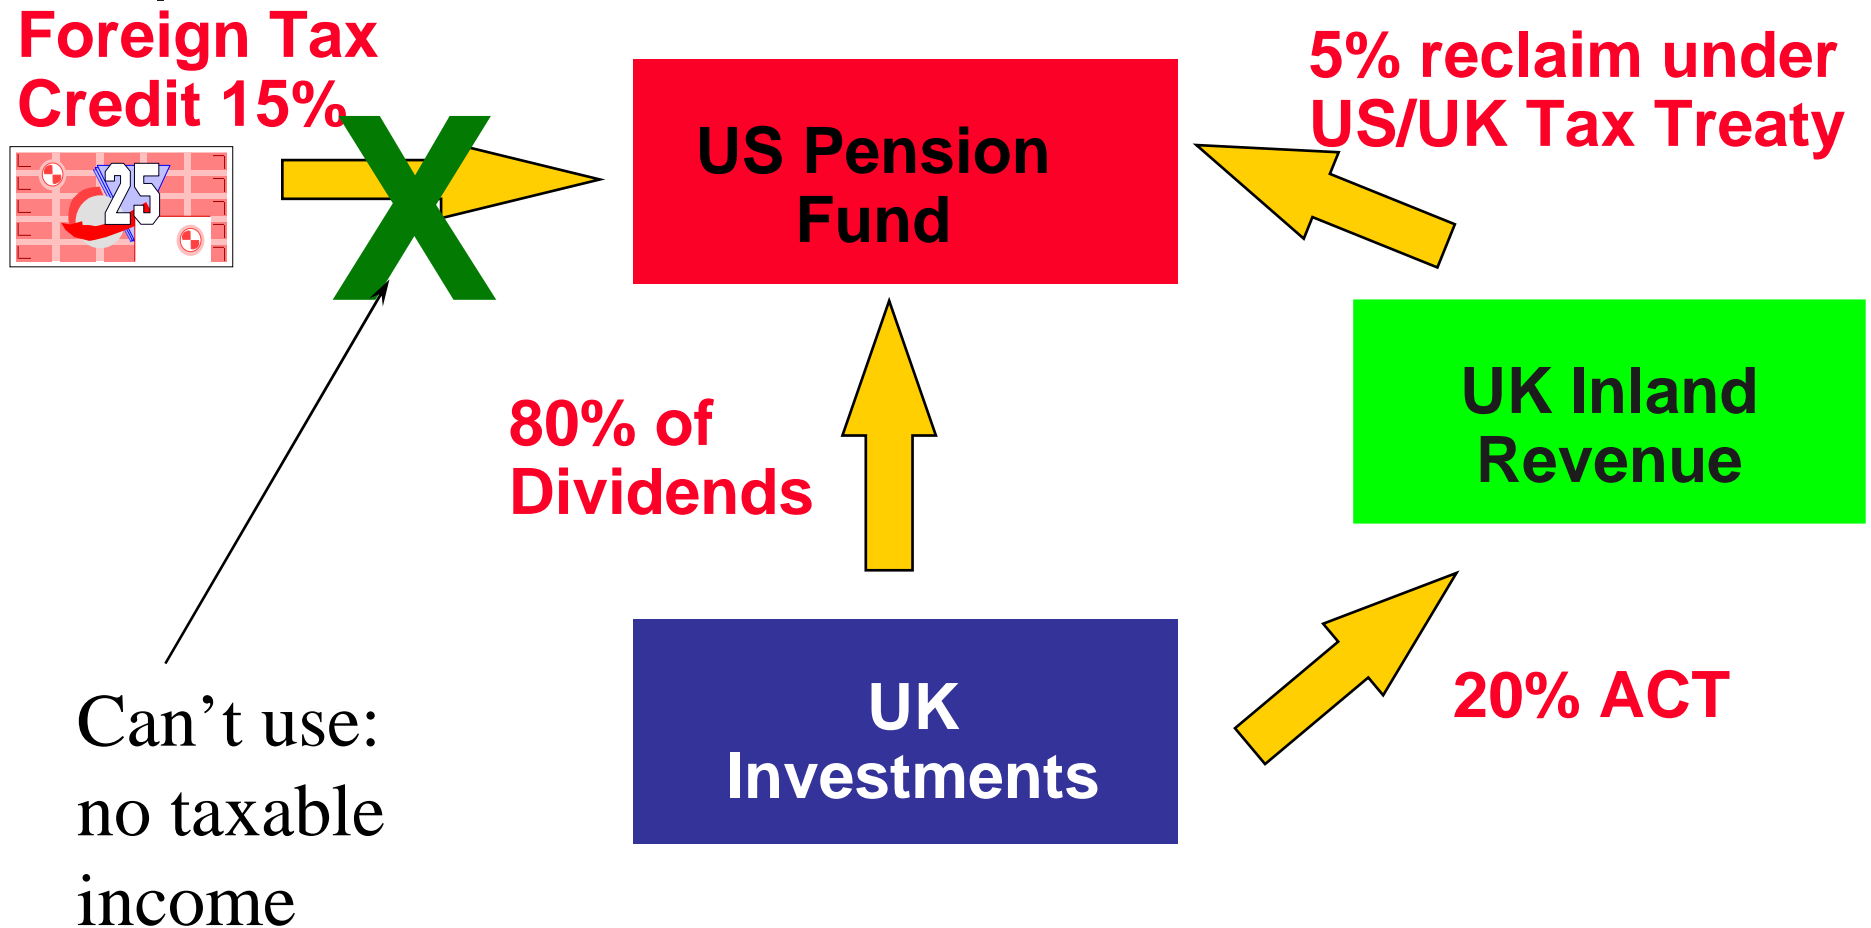 Foreign Tax
Credit 15%
25
5% reclaim under
US/UK Tax Treaty
US Pension
Fund
UK Inland
Revenue
80% of
Dividends
20% ACT
UK
Investments
X
Can’t use:
no taxable
income